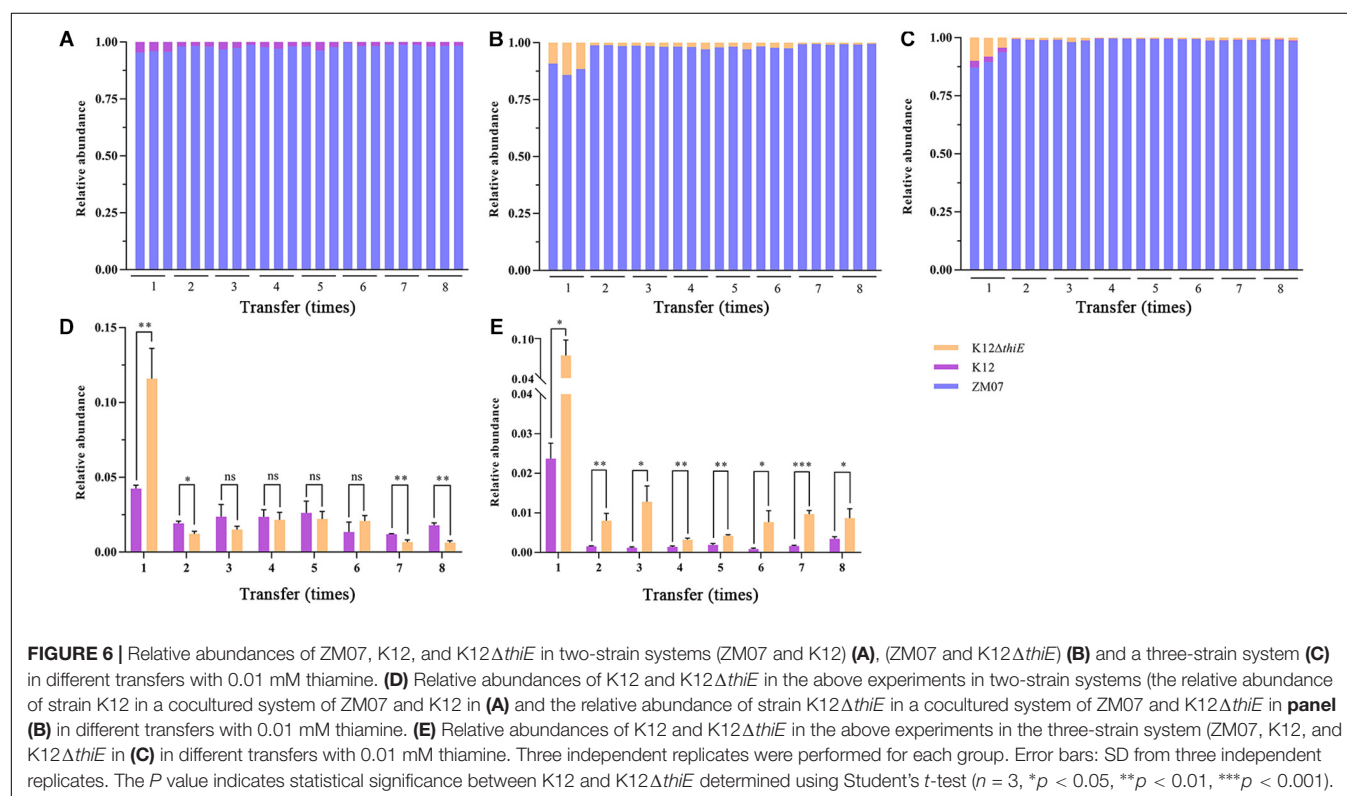 A
1.00
0.75
0.50
0.25
0.00
Relative abundance
1 2 3 4 5 6 7 8
Transfer (times)
B
1.00
0.75
0.50
0.25
0.00
Relative abundance
1 2 3 4 5 6 7 8
Transfer (times)
C
1.00
0.75
0.50
0.25
0.00
Relative abundance
1 2 3 4 5 6 7 8
Transfer (times)
D
0.15
0.10
0.05
0.00
Relative abundance
** * ns ns ns ns ** **
1 2 3 4 5 6 7 8
Transfer (times)
E
0.10
0.04
0.04
0.03
0.02
0.01
0.00
Relative abundance
* ** * ** ** * *** *
1 2 3 4 5 6 7 8
Transfer (times)
K12ΔthiE
K12
ZM07
FIGURE 6 | Relative abundances of ZM07, K12, and K12ΔthiE in two-strain systems (ZM07 and K12) (A), (ZM07 and K12ΔthiE) (B) and a three-strain system (C)
in different transfers with 0.01 mM thiamine. (D) Relative abundances of K12 and K12ΔthiE in the above experiments in two-strain systems (the relative abundance
of strain K12 in a cocultured system of ZM07 and K12 in (A) and the relative abundance of strain K12ΔthiE in a cocultured system of ZM07 and K12ΔthiE in panel
(B) in different transfers with 0.01 mM thiamine. (E) Relative abundances of K12 and K12ΔthiE in the above experiments in the three-strain system (ZM07, K12, and
K12ΔthiE in (C) in different transfers with 0.01 mM thiamine. Three independent replicates were performed for each group. Error bars: SD from three independent
replicates. The P value indicates statistical significance between K12 and K12ΔthiE determined using Student's t-test (n = 3, *p < 0.05, **p < 0.01, ***p < 0.001).